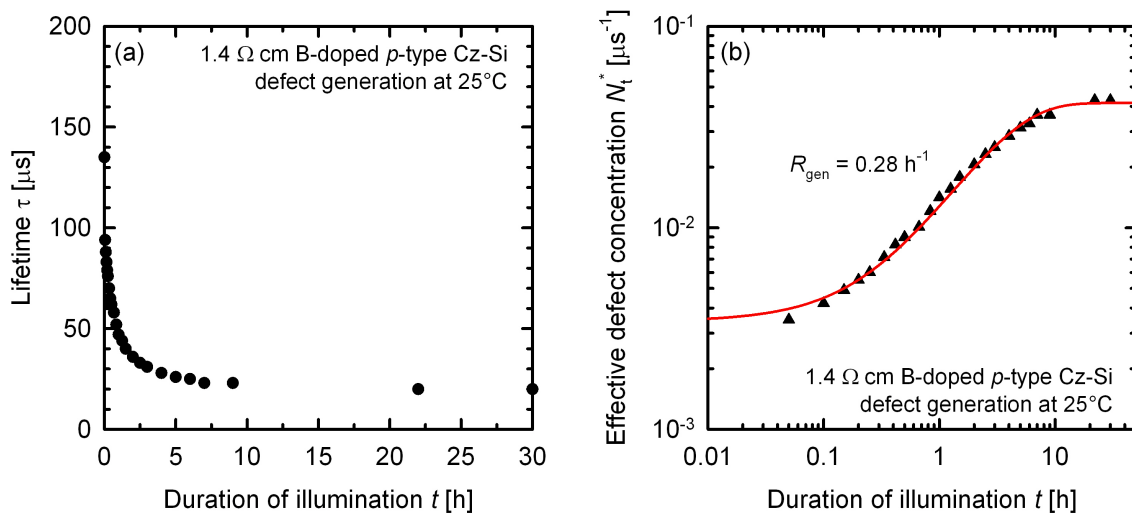 (a)
1.4 Ω cm B-doped p-type Cz-Si
defect generation at 25°C
Lifetime τ [μs]
200
150
100
50
0
0 5 10 15 20 25 30
Duration of illumination t [h]
(b)
Effective defect concentration Nₜ* [μs⁻¹]
10⁻¹
10⁻²
10⁻³
R_gen = 0.28 h⁻¹
1.4 Ω cm B-doped p-type Cz-Si
defect generation at 25°C
0.01 0.1 1 10
Duration of illumination t [h]